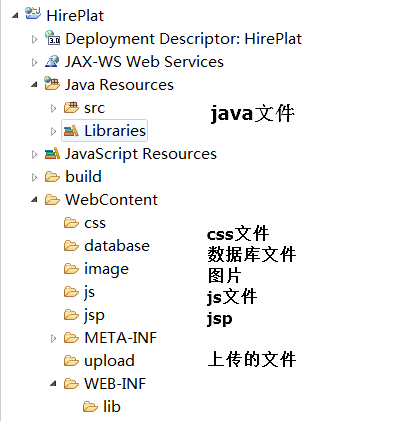 HirePlat
Deployment Descriptor: HirePlat
JAX-WS Web Services
Java Resources
src
java文件
Libraries
JavaScript Resources
build
WebContent
css
css文件
database
数据库文件
image
图片
js
js文件
jsp
jsp
META-INF
upload
上传的文件
WEB-INF
lib